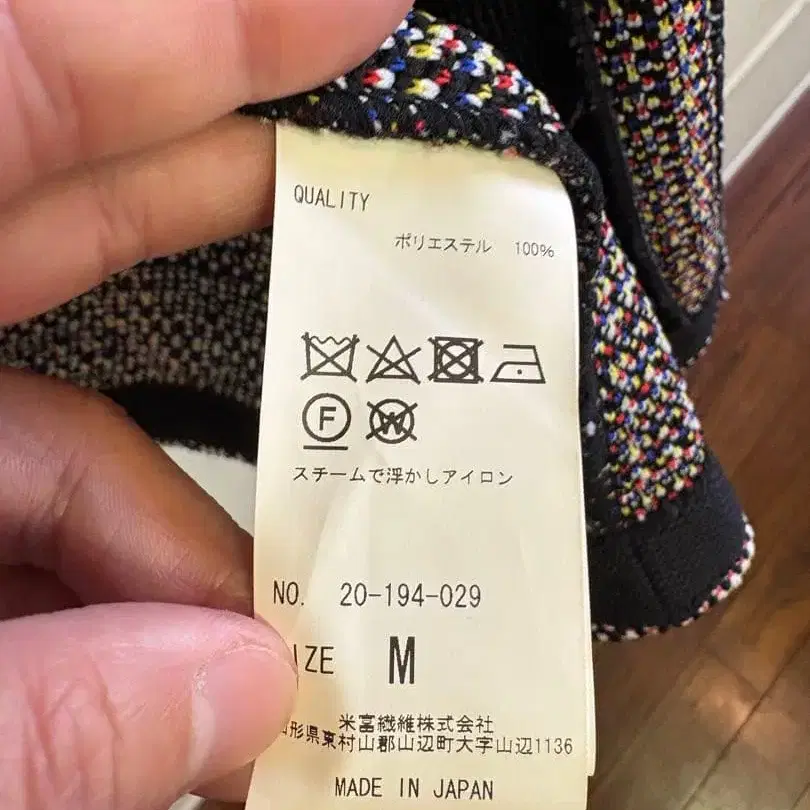 QUALITY
ポリエステル 100%
F
W
スチームで浮かしアイロン
NO. 20-194-029
IZE M
米富繊維株式会社
形県東村山郡山辺町大字山辺1136
MADE IN JAPAN